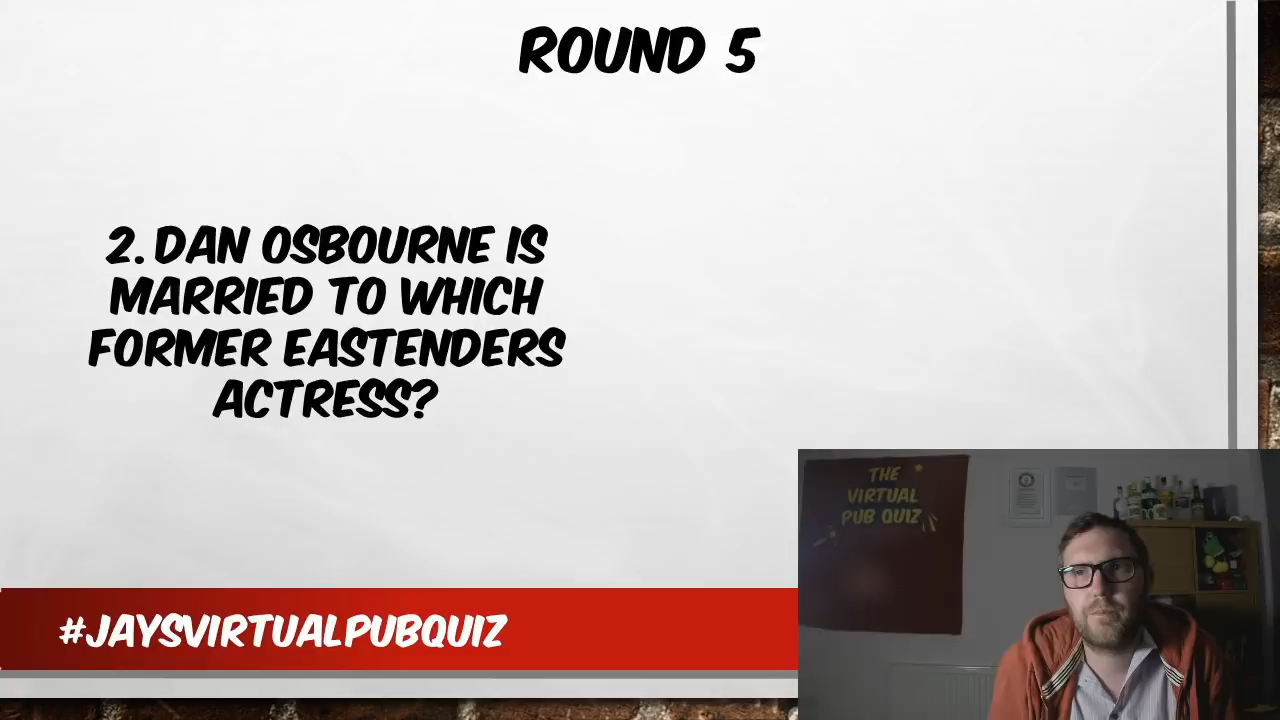 ROUND 5
2. DAN OSBOURNE IS
MARRIED TO WHICH
FORMER EASTENDERS
ACTRESS?
THE
VIRTUAL
PUB QUIZ
#JAYSVIRTUALPUBQUIZ